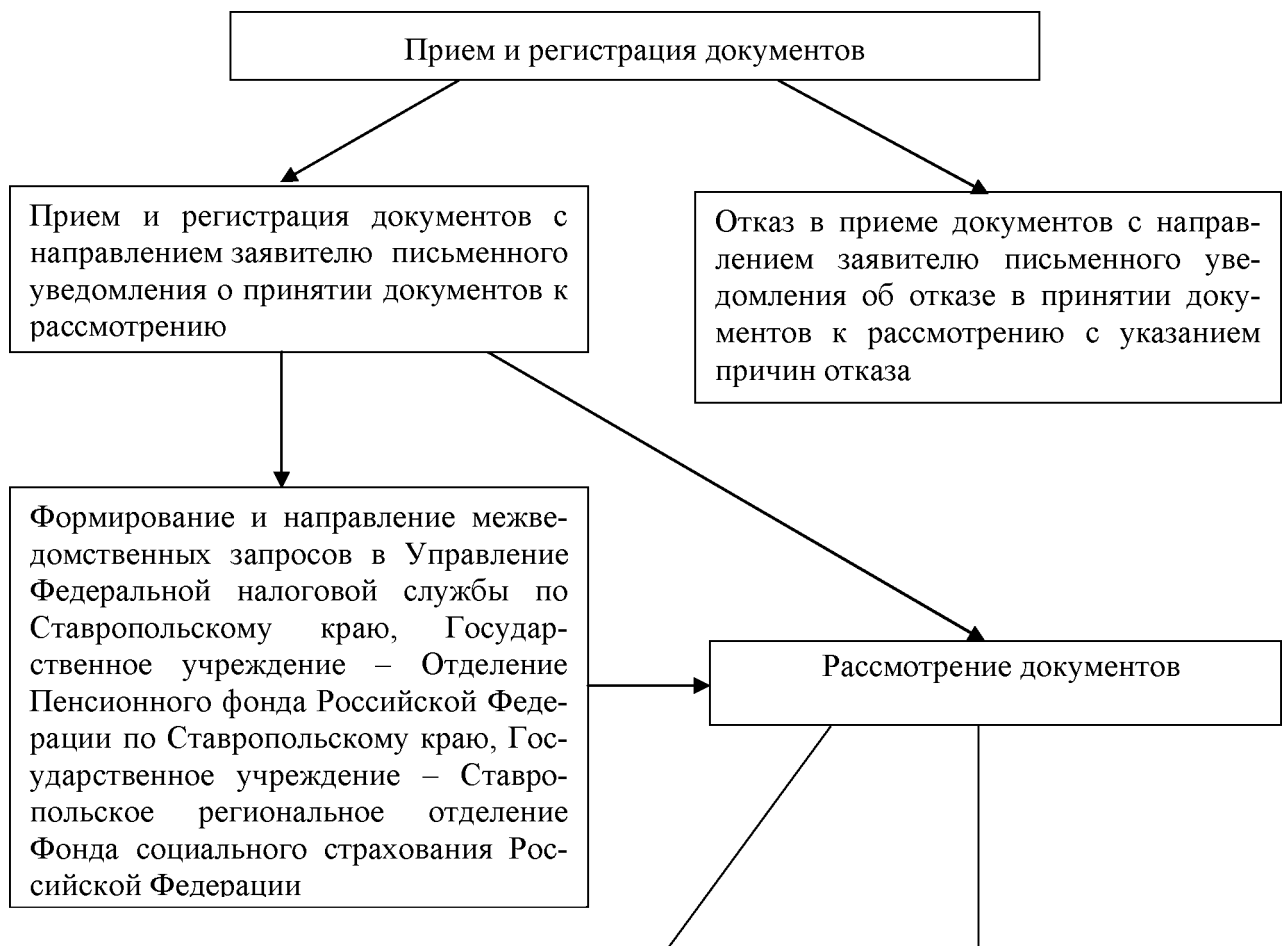 Прием и регистрация документов
Прием и регистрация документов с
направлением заявителю письменного
уведомления о принятии документов к
рассмотрению
Отказ в приеме документов с направ-
лением заявителю письменного уве-
домления об отказе в принятии доку-
ментов к рассмотрению с указанием
причин отказа
Формирование и направление межве-
домственных запросов в Управление
Федеральной налоговой службы по
Ставропольскому краю, Государ-
ственное учреждение – Отделение
Пенсионного фонда Российской Феде-
рации по Ставропольскому краю, Гос-
ударственное учреждение – Ставро-
польское региональное отделение
Фонда социального страхования Рос-
сийской Федерации
Рассмотрение документов